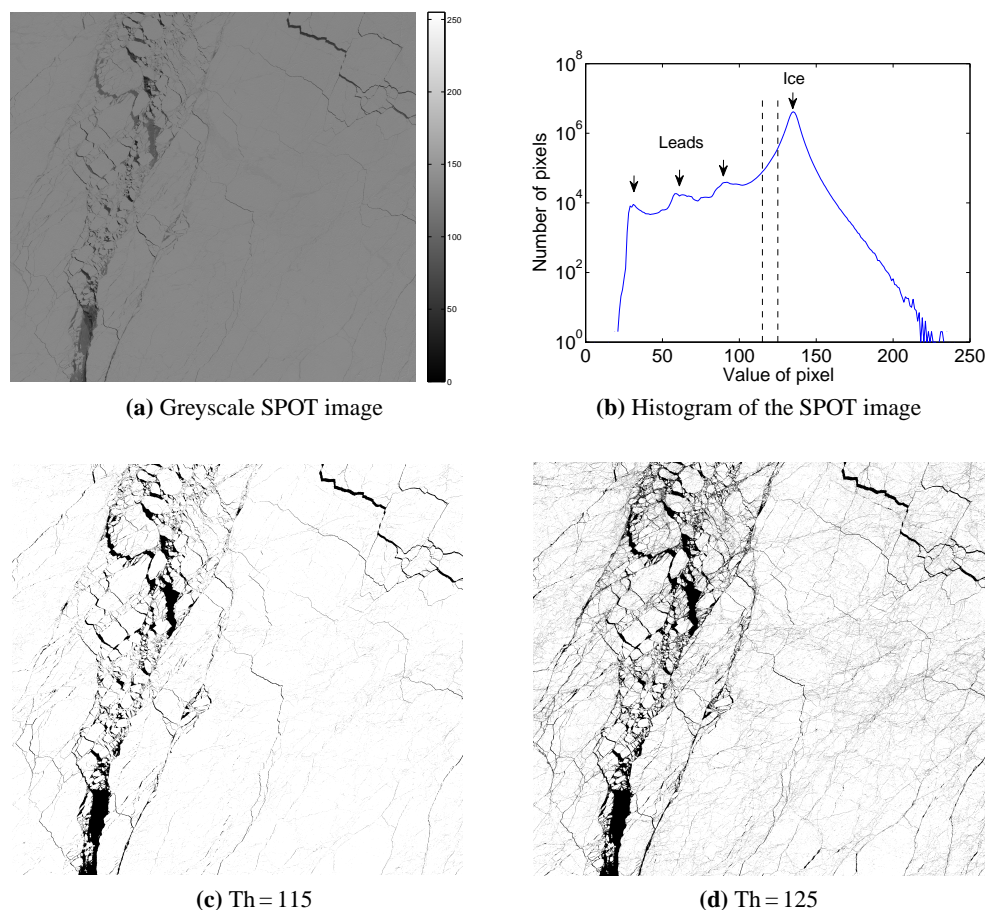 250
200
150
100
50
0
(a) Greyscale SPOT image
10^8
10^6
10^4
10^2
10^0
Number of pixels
Leads
Ice
0 50 100 150 200 250
Value of pixel
(b) Histogram of the SPOT image
(c) Th = 115
(d) Th = 125